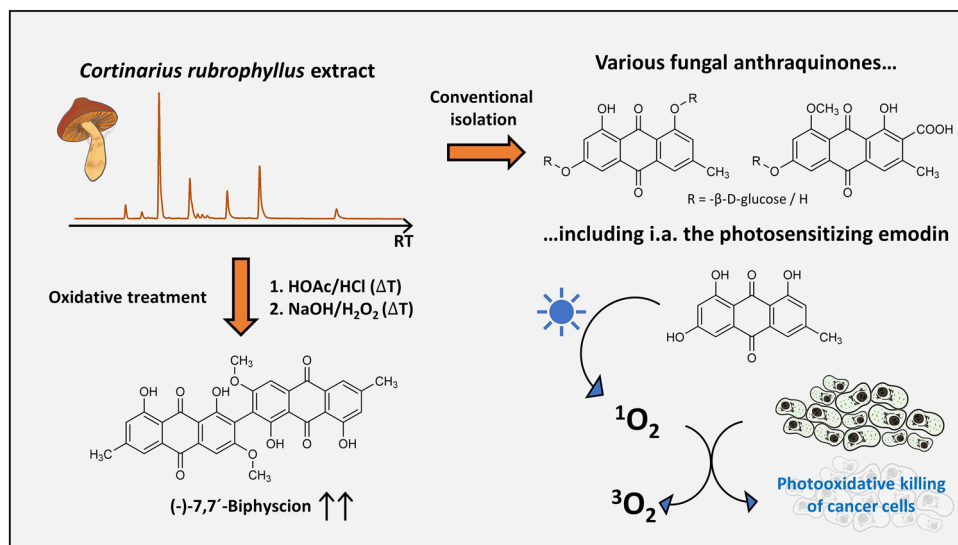 Cortinarius rubrophyllus extract
RT
Conventional
isolation
Various fungal anthraquinones…
OH
O
O
R
R
O
O
CH₃
OCH₃
O
OH
COOH
R
O
O
CH₃
R = -β-D-glucose / H
…including i.a. the photosensitizing emodin
Oxidative treatment
1. HOAc/HCl (ΔT)
2. NaOH/H₂O₂ (ΔT)
OH
O
OH
HO
O
CH₃
CH₃
O
O
CH₃
OH
O
OH
OH
O
OH
H₃C
O
O
CH₃
(-)-7,7´-Biphyscion ↑↑
¹O₂
³O₂
Photooxidative killing
of cancer cells